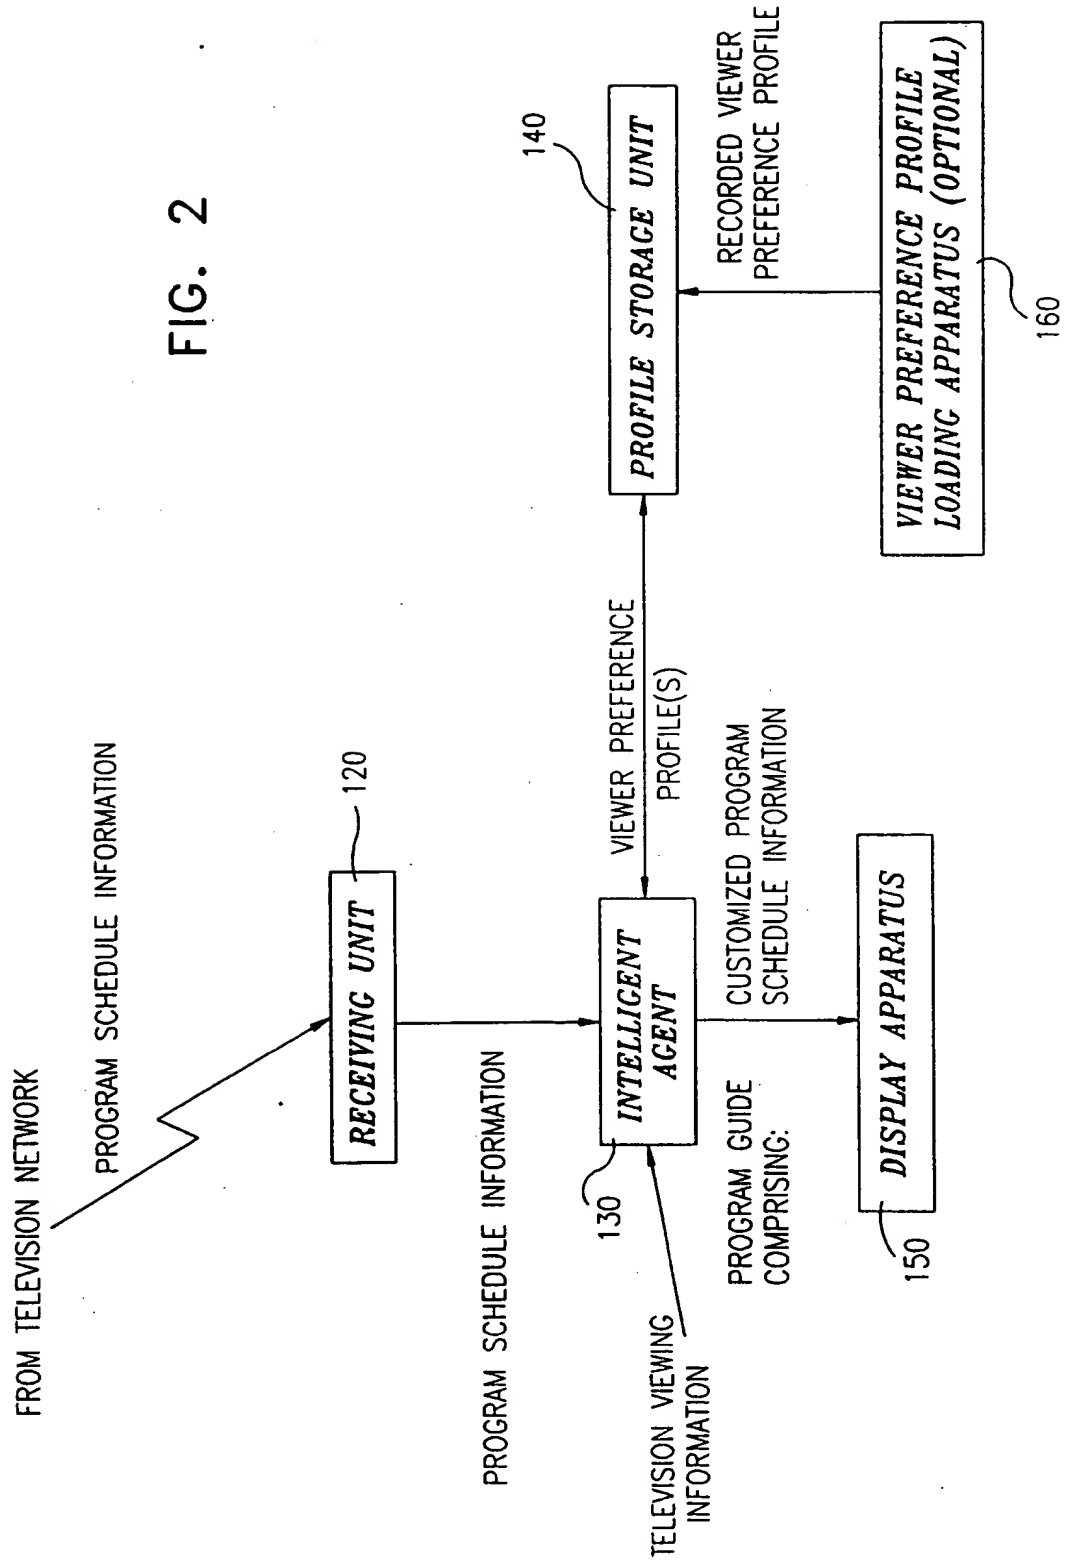 FIG. 2
FROM TELEVISION NETWORK
PROGRAM SCHEDULE INFORMATION
120
RECEIVING UNIT
PROGRAM SCHEDULE INFORMATION
140
PROFILE STORAGE UNIT
VIEWER PREFERENCE
PROFILE(S)
130
INTELLIGENT
AGENT
TELEVISION VIEWING
INFORMATION
RECORDED VIEWER
PREFERENCE PROFILE
PROGRAM GUIDE
COMPRISING:
CUSTOMIZED PROGRAM
SCHEDULE INFORMATION
150
DISPLAY APPARATUS
VIEWER PREFERENCE PROFILE
LOADING APPARATUS (OPTIONAL)
160